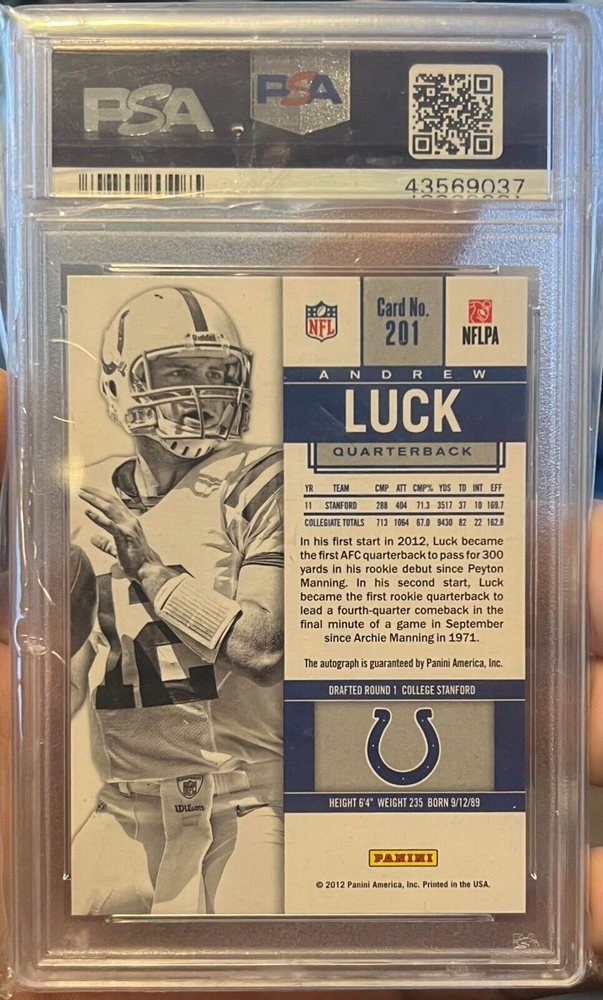 PSA PSA
43569037
Riddell
NFL
Card No.
201
NFLPA
ANDREW
LUCK
QUARTERBACK
YR TEAM CMP ATT CMP% YDS TD INT EFF
11 STANFORD 288 404 71.3 3517 37 10 169.7
COLLEGIATE TOTALS 713 1064 67.0 9430 82 22 162.8
In his first start in 2012, Luck became
the first AFC quarterback to pass for 300
yards in his rookie debut since Peyton
Manning. In his second start, Luck
became the first rookie quarterback to
lead a fourth-quarter comeback in the
final minute of a game in September
since Archie Manning in 1971.
The autograph is guaranteed by Panini America, Inc.
DRAFTED ROUND 1 COLLEGE STANFORD
HEIGHT 6'4" WEIGHT 235 BORN 9/12/89
NFL
Wilson
PANINI
© 2012 Panini America, Inc. Printed in the USA.
PSA